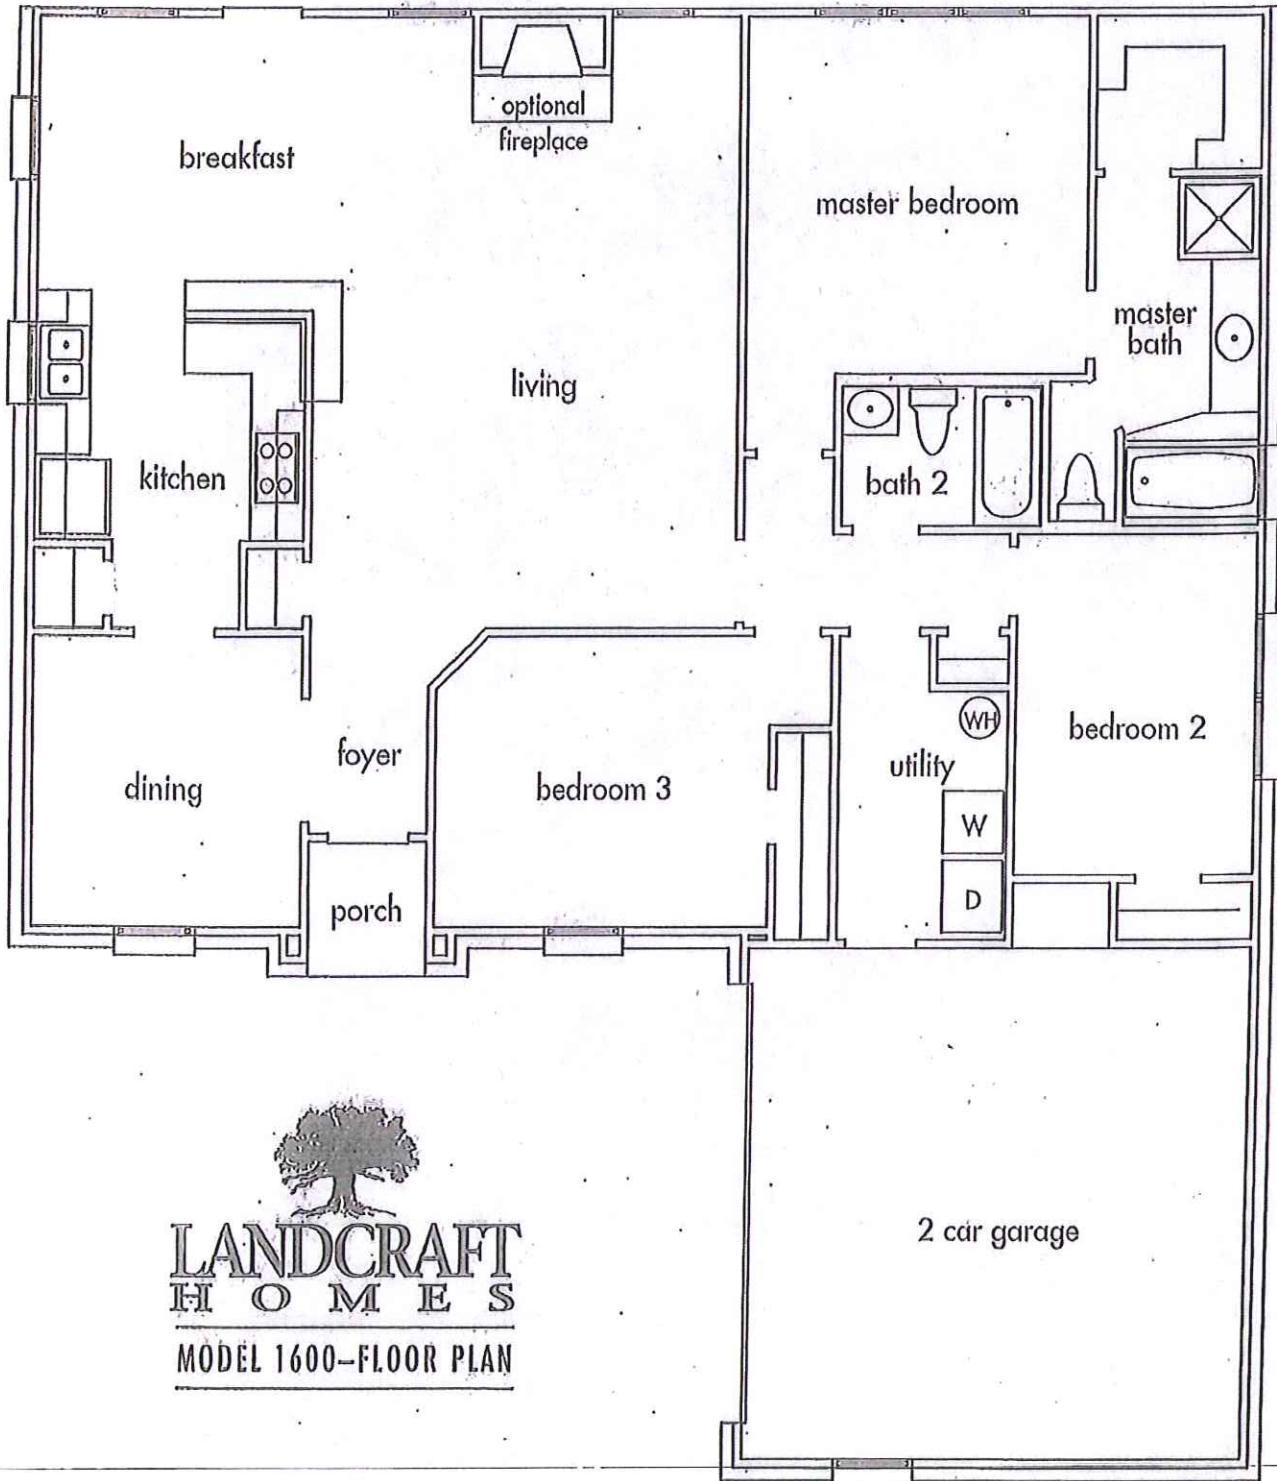 optional
fireplace
breakfast
master bedroom
master
bath
living
kitchen
bath 2
WH
bedroom 2
foyer
utility
dining
bedroom 3
W
D
porch
2 car garage
LANDCRAFT
HOMES
MODEL 1600-FLOOR PLAN